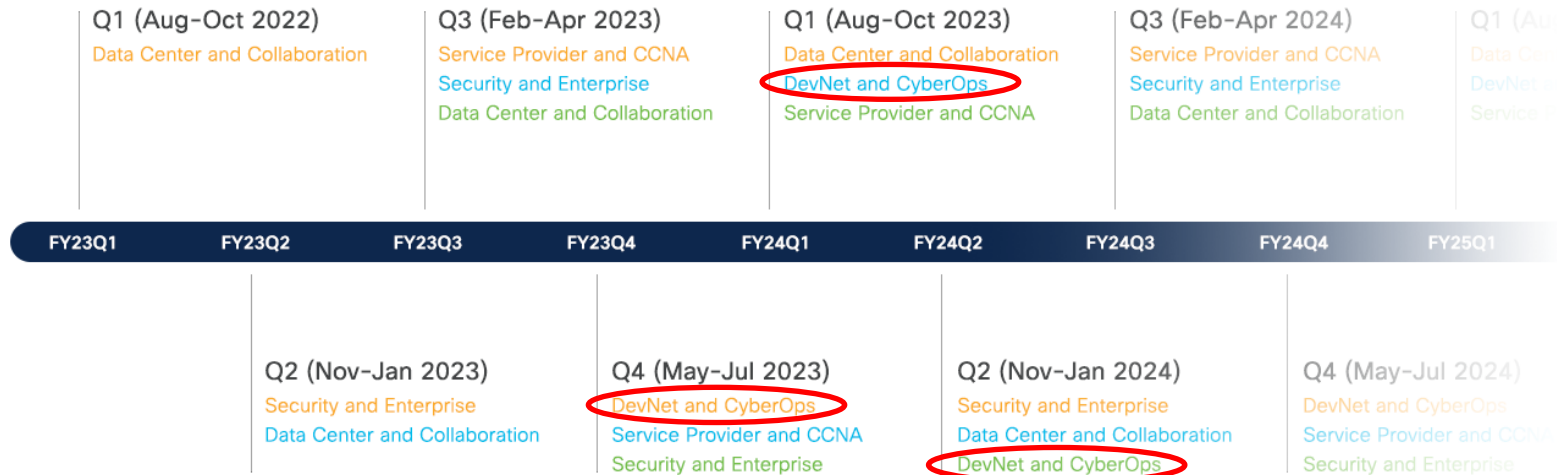 Q1 (Aug-Oct 2022)
Data Center and Collaboration
Q3 (Feb-Apr 2023)
Service Provider and CCNA
Security and Enterprise
Data Center and Collaboration
Q1 (Aug-Oct 2023)
Data Center and Collaboration
DevNet and CyberOps
Service Provider and CCNA
Q3 (Feb-Apr 2024)
Service Provider and CCNA
Security and Enterprise
Data Center and Collaboration
Q1
Data
DevNet
Service
FY23Q1 FY23Q2 FY23Q3 FY23Q4 FY24Q1 FY24Q2 FY24Q3 FY24Q4 FY25Q1
Q2 (Nov-Jan 2023)
Security and Enterprise
Data Center and Collaboration
Q4 (May-Jul 2023)
DevNet and CyberOps
Service Provider and CCNA
Security and Enterprise
Q2 (Nov-Jan 2024)
Security and Enterprise
Data Center and Collaboration
DevNet and CyberOps
Q4 (May-Jul 2024)
DevNet and CyberOps
Service Provider and CCNA
Security and Enterprise